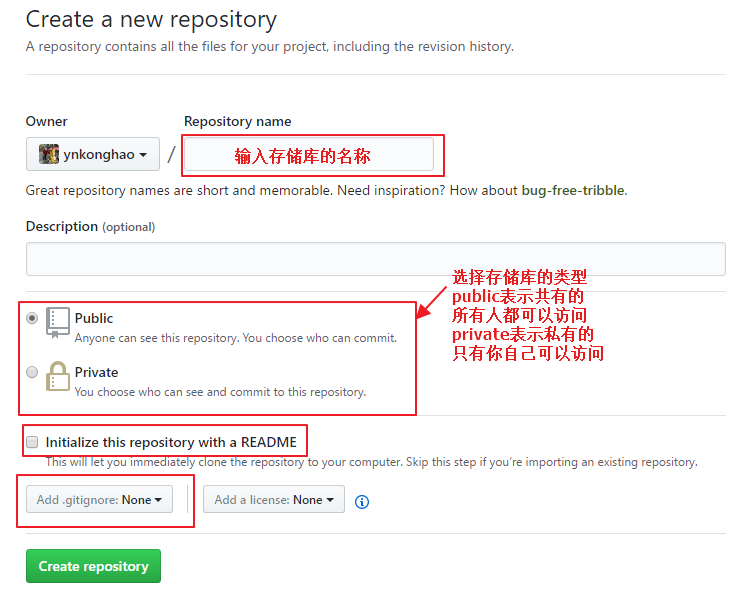 Create a new repository
A repository contains all the files for your project, including the revision history.
Owner
Repository name
ynkonghao
/
输入存储库的名称
Great repository names are short and memorable. Need inspiration? How about bug-free-tribble.
Description (optional)
选择存储库的类型
public表示共有的
所有人都可以访问
private表示私有的
只有你自己可以访问
Public
Anyone can see this repository. You choose who can commit.
Private
You choose who can see and commit to this repository.
Initialize this repository with a README
This will let you immediately clone the repository to your computer. Skip this step if you're importing an existing repository.
Add .gitignore: None
Add a license: None
Create repository